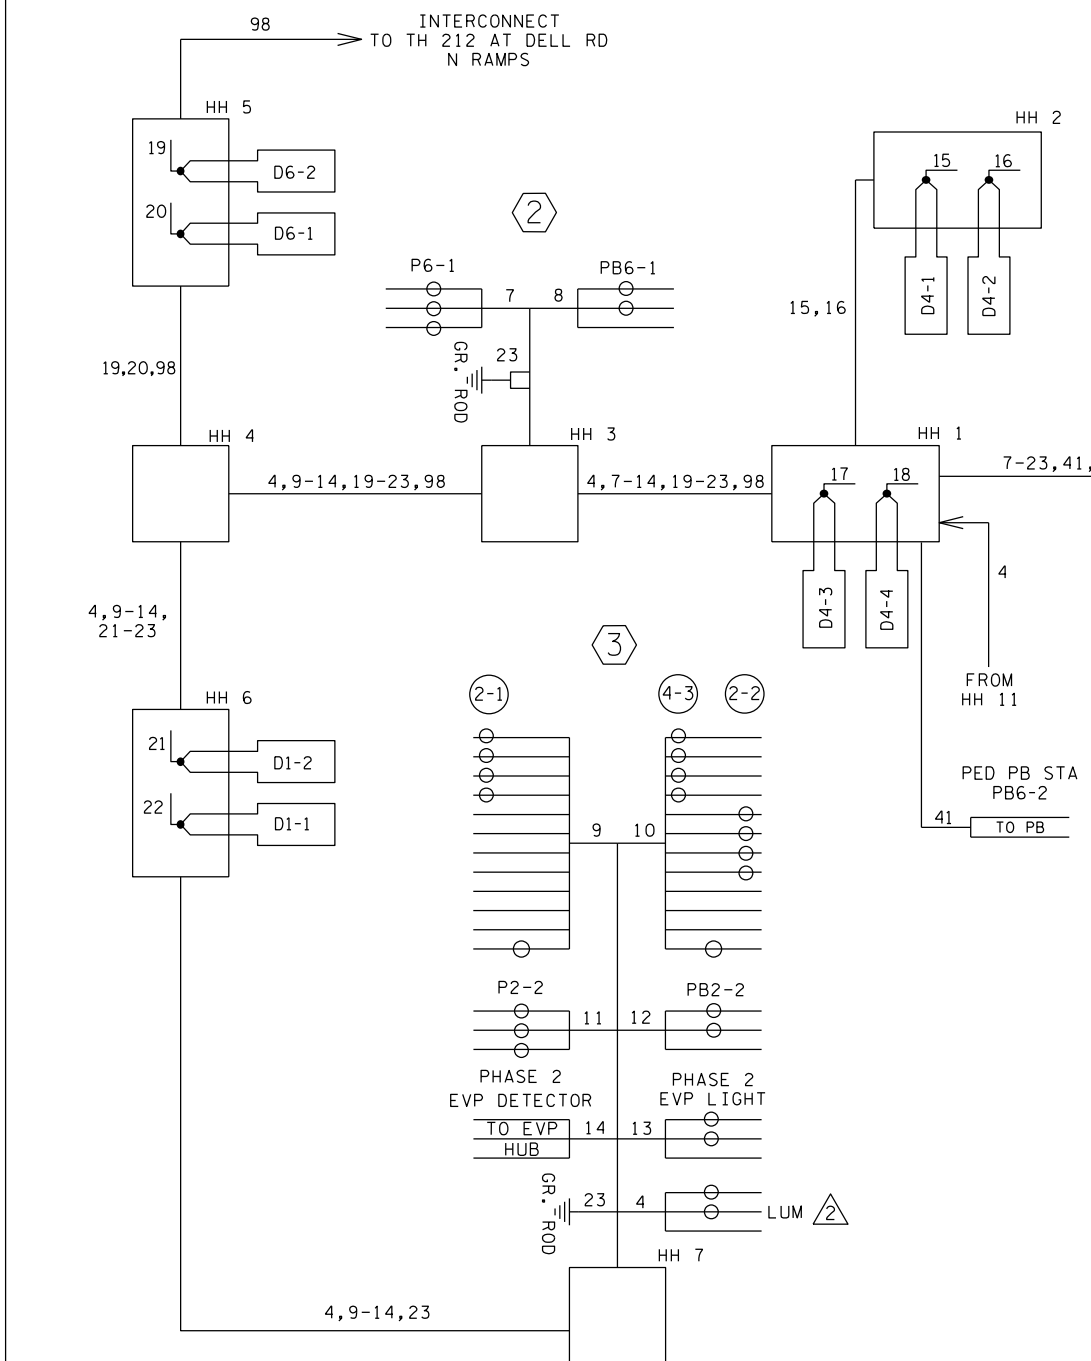 98
INTERCONNECT
TO TH 212 AT DELL RD
N RAMPS
HH 5
19
D6-2
20
D6-1
HH 2
15
16
D4-1
D4-2
2
P6-1
PB6-1
7
8
23
GR. ROD
15,16
19,20,98
HH 4
HH 3
HH 1
4,9-14,19-23,98
4,7-14,19-23,98
17
18
7-23,41,
D4-3
D4-4
4
FROM
HH 11
4,9-14,
21-23
3
2-1
4-3
2-2
HH 6
21
D1-2
22
D1-1
9
10
PED PB STA
PB6-2
41
TO PB
P2-2
PB2-2
11
12
PHASE 2
EVP DETECTOR
PHASE 2
EVP LIGHT
TO EVP
HUB
14
13
GR. ROD
23
4
LUM
2
HH 7
4,9-14,23